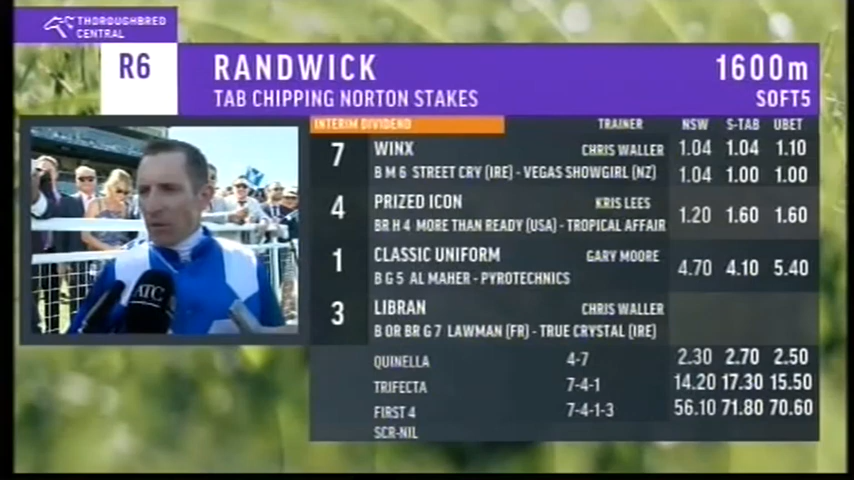 THOROUGHBRED
CENTRAL
R6
RANDWICK 1600m
TAB CHIPPING NORTON STAKES SOFT5
INTERIM DIVIDEND TRAINER NSW S-TAB UBET
7 WINX CHRIS WALLER 1.04 1.04 1.10
B M 6 STREET CRY (IRE) - VEGAS SHOWGIRL (NZ) 1.04 1.00 1.00
4 PRIZED ICON KRIS LEES 1.20 1.60 1.60
BR H 4 MORE THAN READY (USA) - TROPICAL AFFAIR
1 CLASSIC UNIFORM GARY MOORE 4.70 4.10 5.40
B G 5 AL MAHER - PYROTECHNICS
3 LIBRAN CHRIS WALLER
B OR BR G 7 LAWMAN (FR) - TRUE CRYSTAL (IRE)
QUINELLA 4-7 2.30 2.70 2.50
TRIFECTA 7-4-1 14.20 17.30 15.50
FIRST 4 7-4-1-3 56.10 71.80 70.60
SCR-NIL
ATC